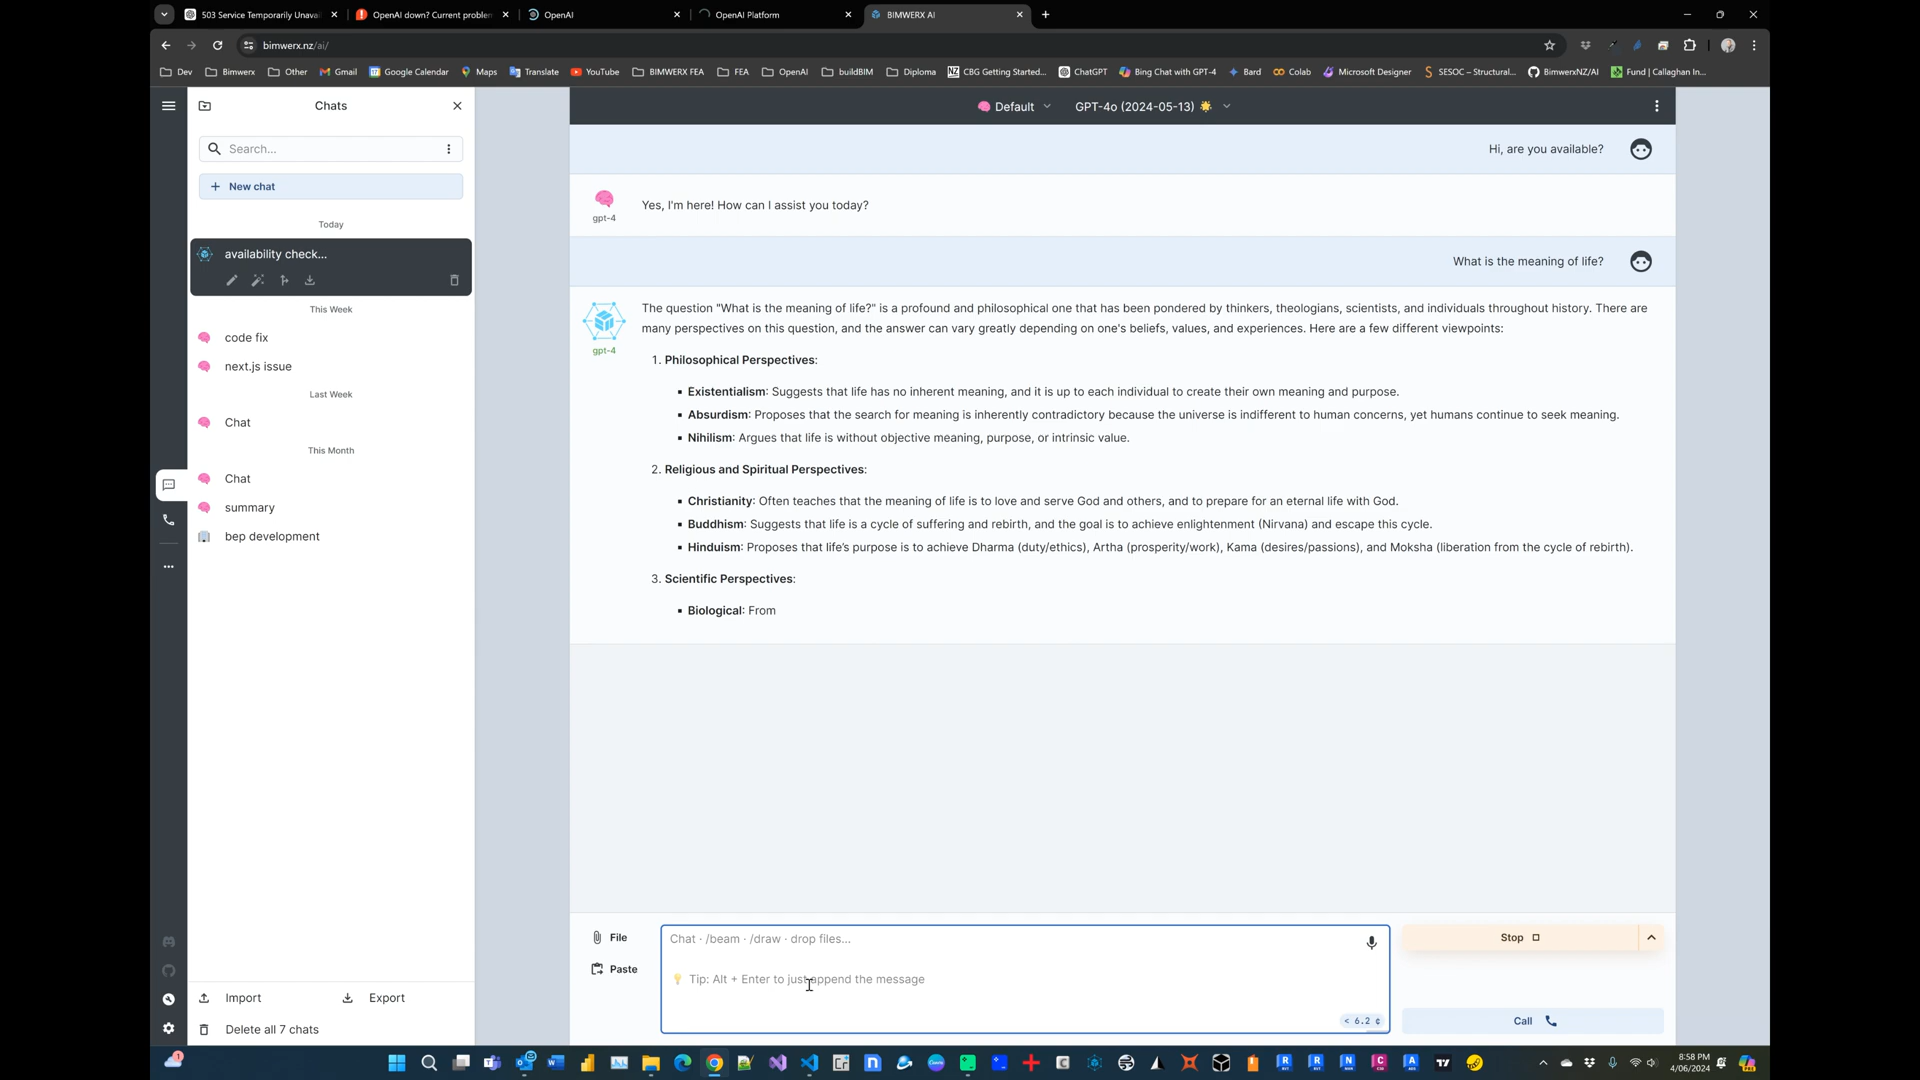 503 Service Temporarily Unavai
OpenAI down? Current problem
OpenAI
OpenAI Platform
BIMWERX AI
bimwerx.nz/ai/
Dev
Bimwerx
Other
Gmail
Google Calendar
Maps
Translate
YouTube
BIMWERX FEA
FEA
OpenAI
buildBIM
Diploma
CBG Getting Started...
ChatGPT
Bing Chat with GPT-4
Bard
Colab
Microsoft Designer
SESOC – Structural...
BimwerxNZ/AI
Fund | Callaghan In...
Chats
Search...
New chat
Today
availability check...
This Week
code fix
next.js issue
Last Week
Chat
This Month
Chat
summary
bep development
Import
Export
Delete all 7 chats
Default
GPT-4o (2024-05-13)
Hi, are you available?
gpt-4
Yes, I'm here! How can I assist you today?
What is the meaning of life?
gpt-4
The question "What is the meaning of life?" is a profound and philosophical one that has been pondered by thinkers, theologians, scientists, and individuals throughout history. There are
many perspectives on this question, and the answer can vary greatly depending on one's beliefs, values, and experiences. Here are a few different viewpoints:
1. Philosophical Perspectives:
▪ Existentialism: Suggests that life has no inherent meaning, and it is up to each individual to create their own meaning and purpose.
▪ Absurdism: Proposes that the search for meaning is inherently contradictory because the universe is indifferent to human concerns, yet humans continue to seek meaning.
▪ Nihilism: Argues that life is without objective meaning, purpose, or intrinsic value.
2. Religious and Spiritual Perspectives:
▪ Christianity: Often teaches that the meaning of life is to love and serve God and others, and to prepare for an eternal life with God.
▪ Buddhism: Suggests that life is a cycle of suffering and rebirth, and the goal is to achieve enlightenment (Nirvana) and escape this cycle.
▪ Hinduism: Proposes that life's purpose is to achieve Dharma (duty/ethics), Artha (prosperity/work), Kama (desires/passions), and Moksha (liberation from the cycle of rebirth).
3. Scientific Perspectives:
▪ Biological: From
File
Paste
Chat · /beam · /draw · drop files...
Tip: Alt + Enter to just append the message
< 6.2 ¢
Stop
Call
8:58 PM
4/06/2024